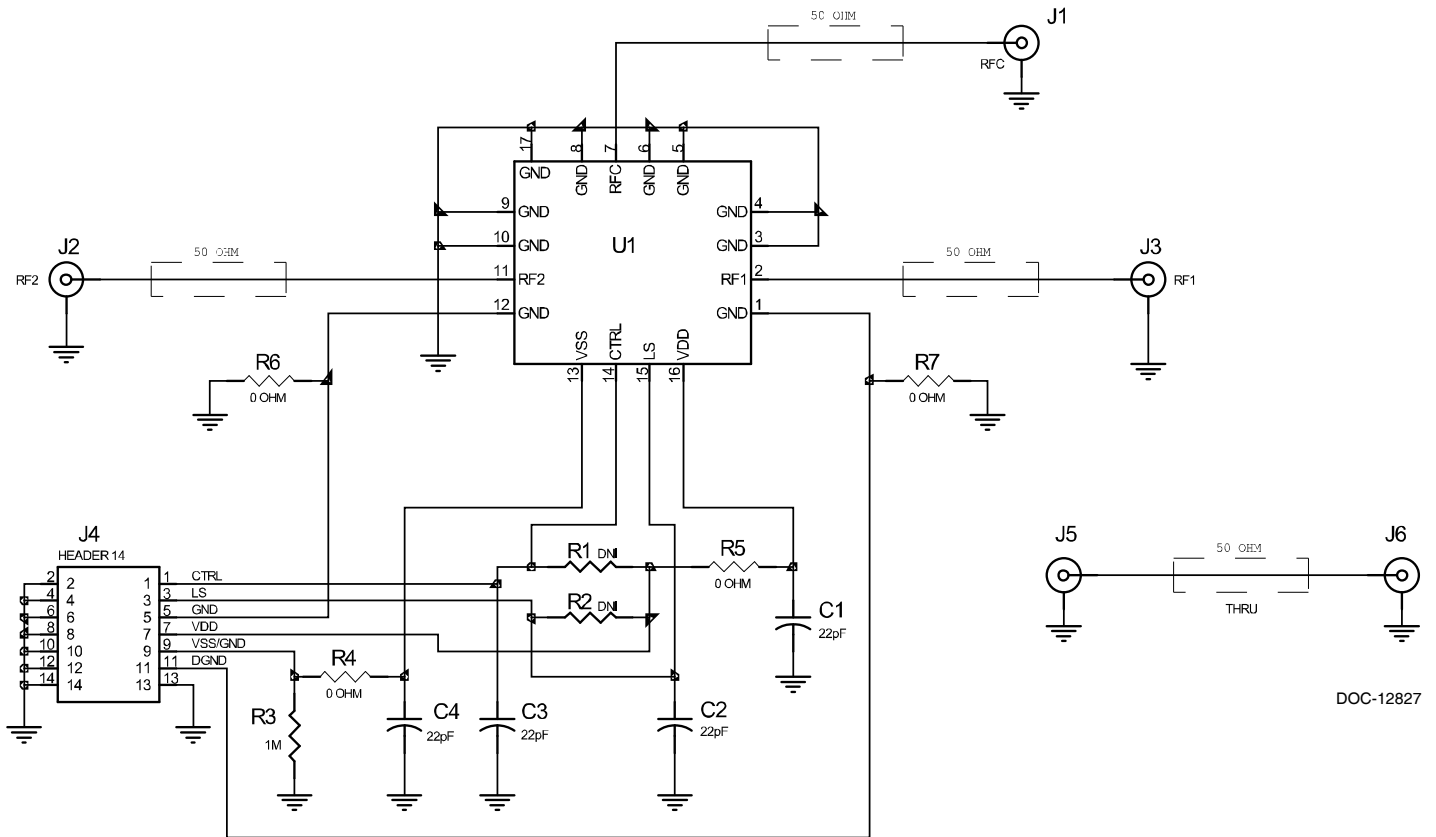 50 OHM
J1
RFC
17
8
7
6
5
GND
GND
RFC
GND
GND
9
GND
GND
4
10
GND
U1
GND
3
J2
50 OHM
50 OHM
J3
RF2
11
RF2
RF1
2
RF1
12
GND
GND
1
VSS
CTRL
LS
VDD
13
14
15
16
R6
0 OHM
R7
0 OHM
J4
HEADER 14
2
2
1
1
CTRL
4
4
3
3
LS
6
6
5
5
GND
8
8
7
7
VDD
10
10
9
9
VSS/GND
12
12
11
11
DGND
14
14
13
13
R1 DNI
R5
0 OHM
R2 DNI
C1
22pF
R4
0 OHM
R3
1M
C4
22pF
C3
22pF
C2
22pF
J5
50 OHM
J6
THRU
DOC-12827